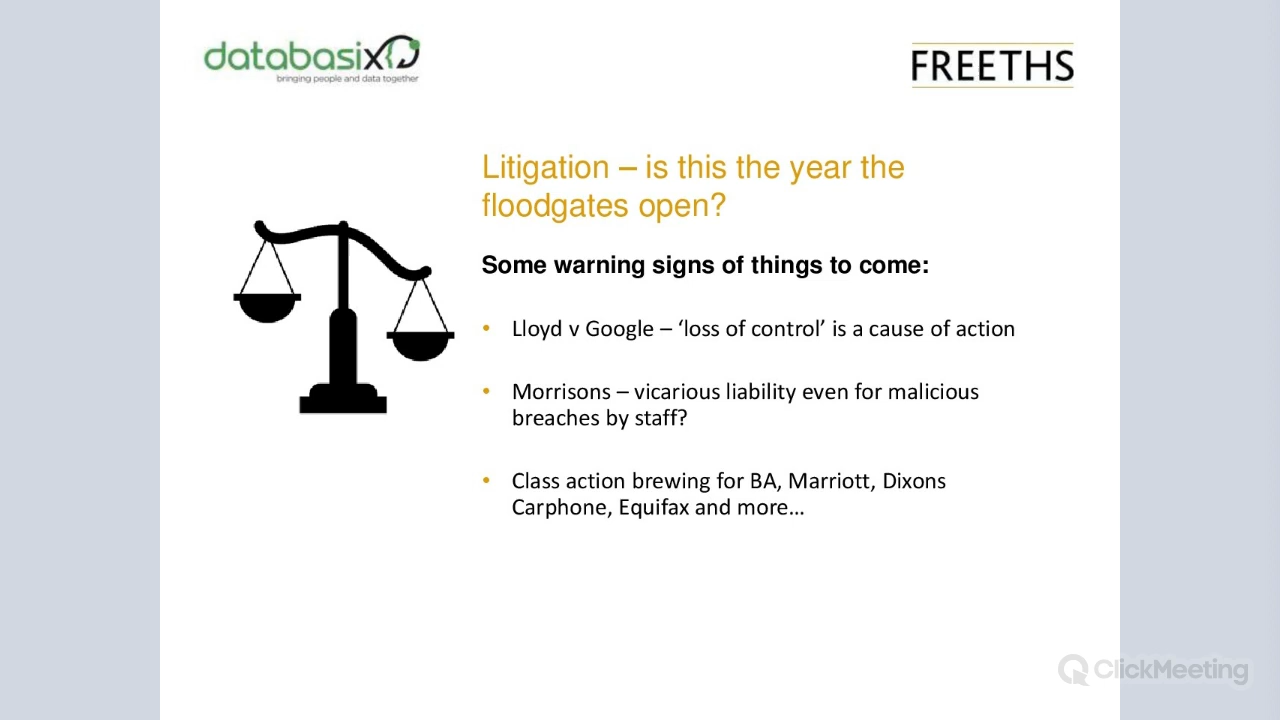 databasix
bringing people and data together
FREETHS
Litigation – is this the year the
floodgates open?
Some warning signs of things to come:
• Lloyd v Google – ‘loss of control’ is a cause of action
• Morrisons – vicarious liability even for malicious
breaches by staff?
• Class action brewing for BA, Marriott, Dixons
Carphone, Equifax and more…
ClickMeeting